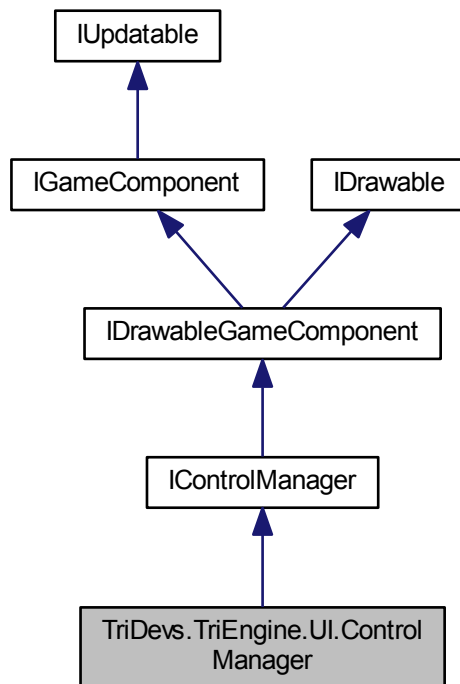 IUpdatable
IGameComponent
IDrawable
IDrawableGameComponent
IControlManager
TriDevs.TriEngine.UI.Control
Manager